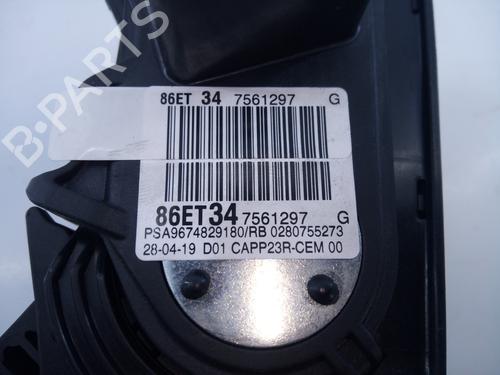 86ET 34 7561297 G
86ET34 7561297 G
PSA9674829180/RB 0280755273
28-04-19 D01 CAPP23R-CEM 00
B-PARTS